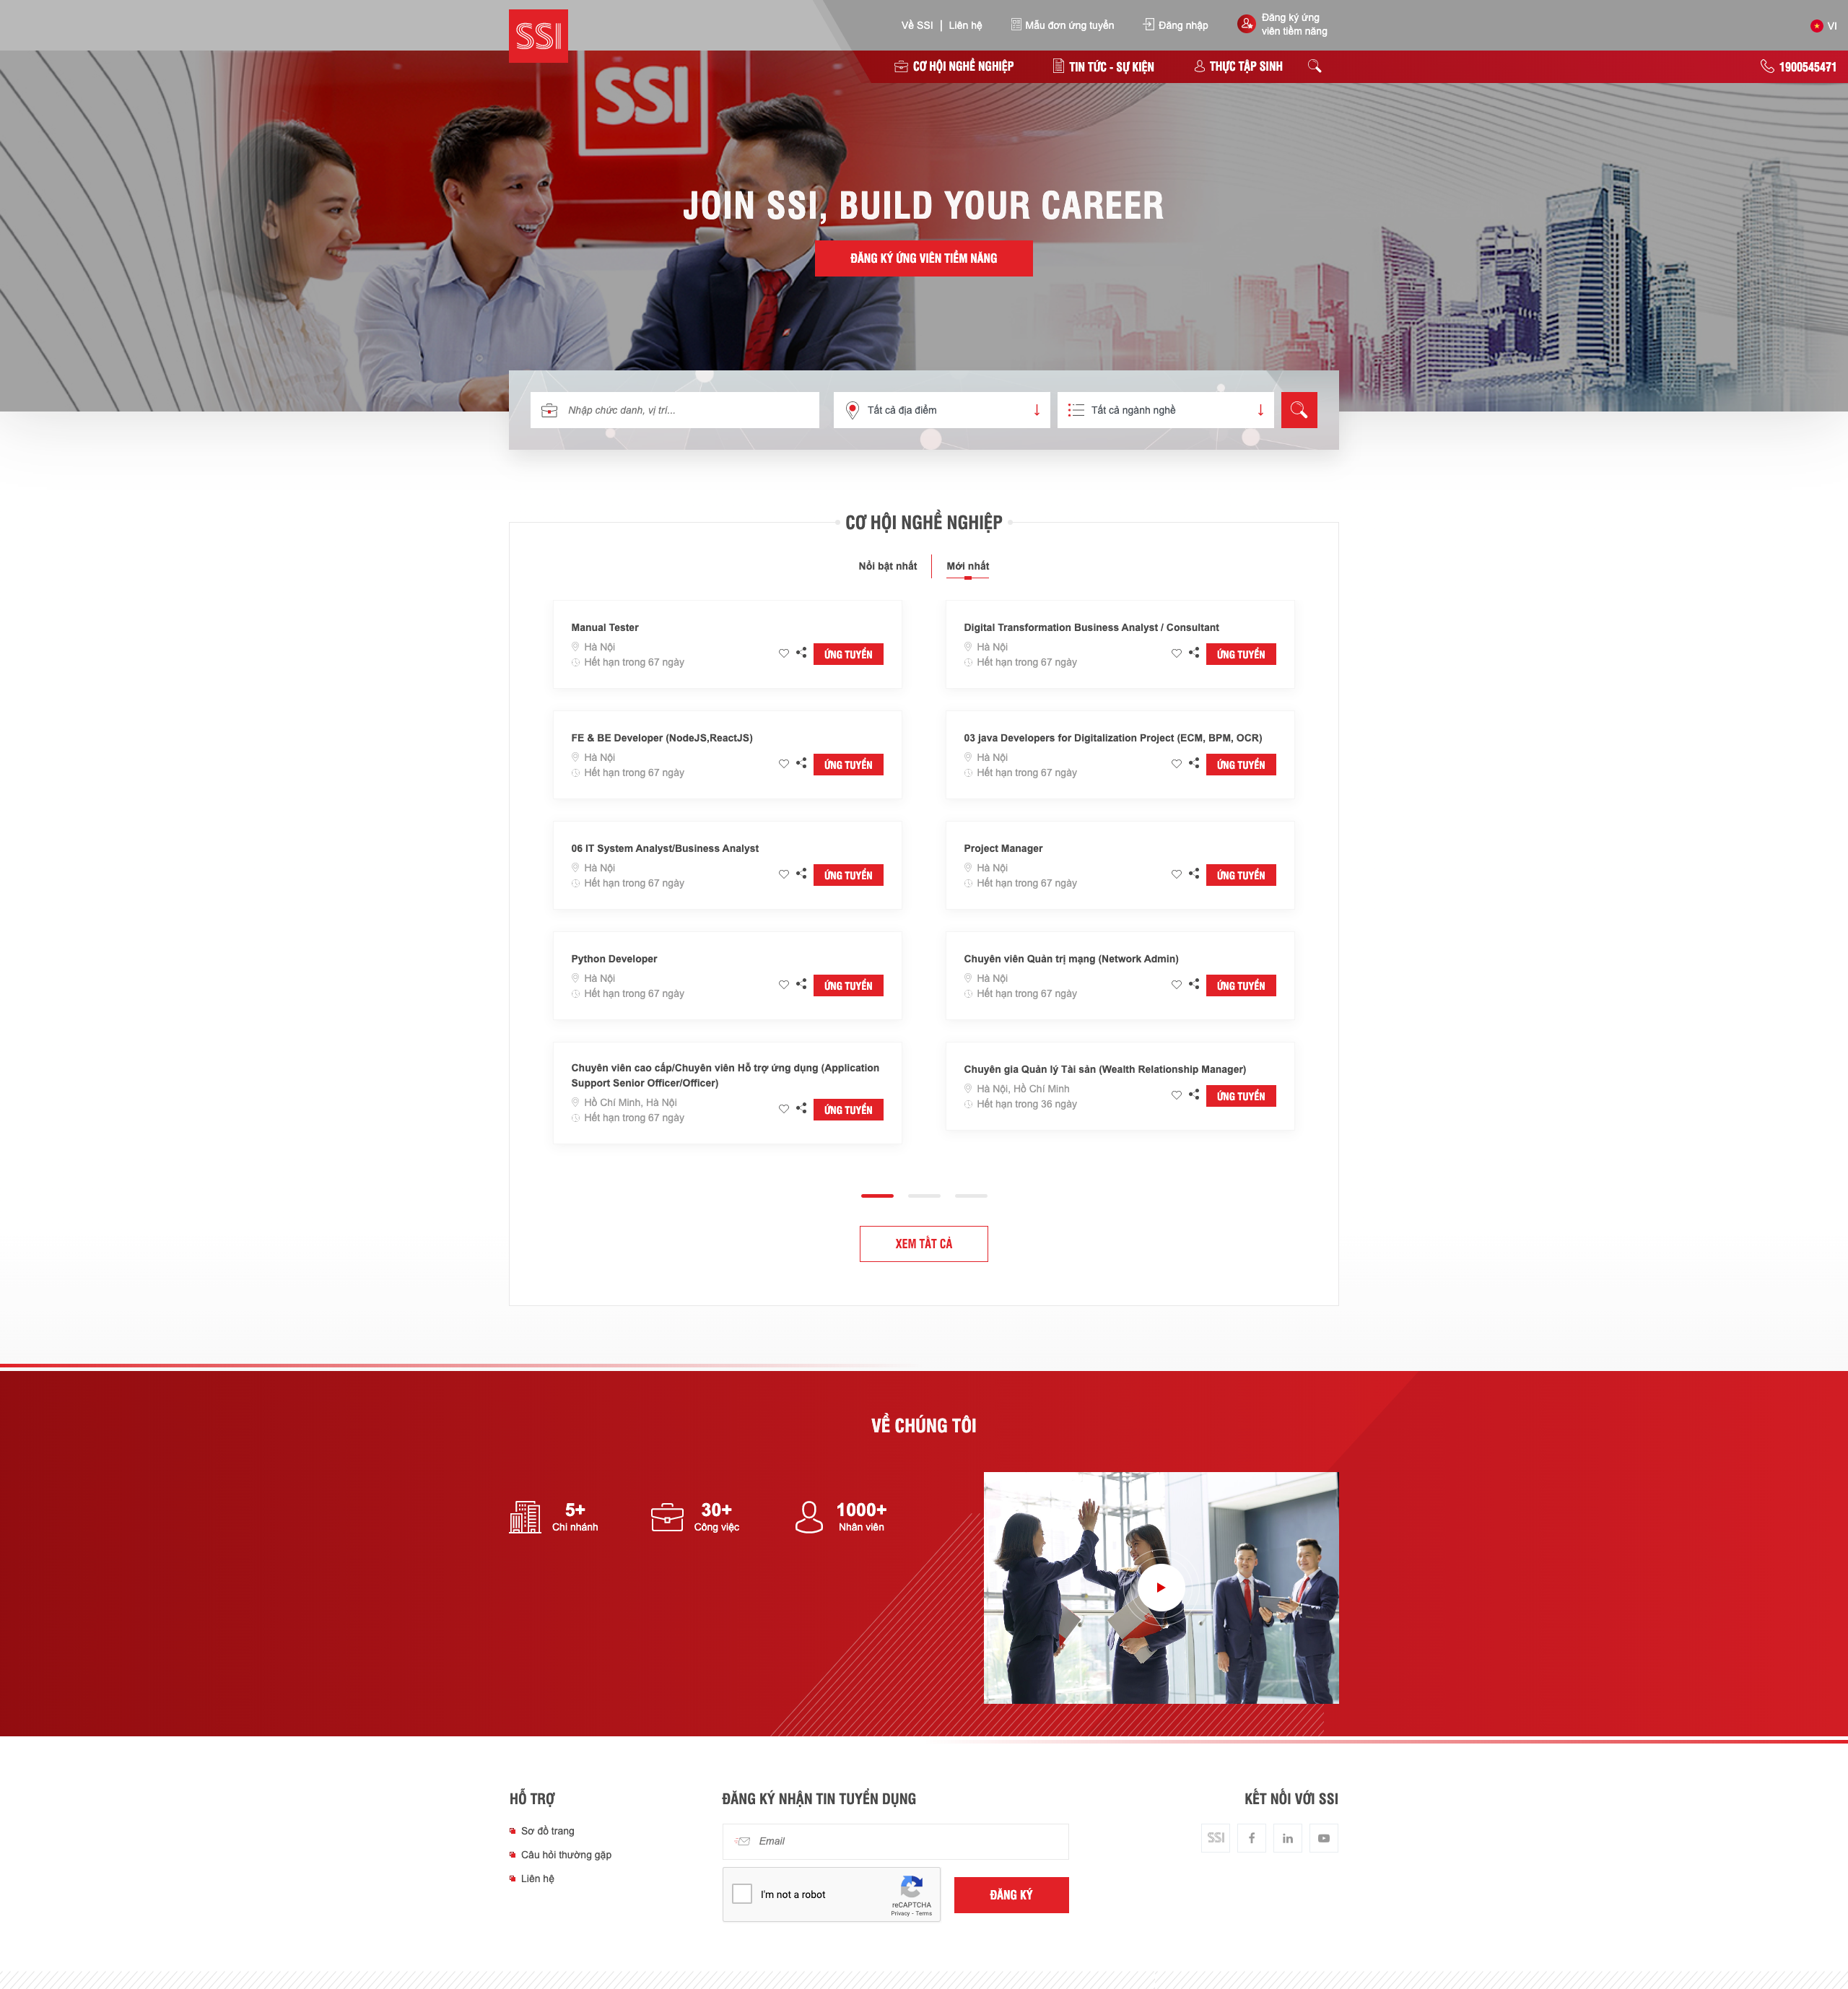 SSI
Về SSI | Liên hệ
Mẫu đơn ứng tuyển
Đăng nhập
Đăng ký ứng
viên tiềm năng
VI
CƠ HỘI NGHỀ NGHIỆP
TIN TỨC - SỰ KIỆN
THỰC TẬP SINH
1900545471
SSI
JOIN SSI, BUILD YOUR CAREER
ĐĂNG KÝ ỨNG VIÊN TIỀM NĂNG
Nhập chức danh, vị trí...
Tất cả địa điểm
Tất cả ngành nghề
CƠ HỘI NGHỀ NGHIỆP
Nổi bật nhất
Mới nhất
Manual Tester
Hà Nội
Hết hạn trong 67 ngày
ỨNG TUYỂN
Digital Transformation Business Analyst / Consultant
Hà Nội
Hết hạn trong 67 ngày
ỨNG TUYỂN
FE & BE Developer (NodeJS,ReactJS)
Hà Nội
Hết hạn trong 67 ngày
ỨNG TUYỂN
03 java Developers for Digitalization Project (ECM, BPM, OCR)
Hà Nội
Hết hạn trong 67 ngày
ỨNG TUYỂN
06 IT System Analyst/Business Analyst
Hà Nội
Hết hạn trong 67 ngày
ỨNG TUYỂN
Project Manager
Hà Nội
Hết hạn trong 67 ngày
ỨNG TUYỂN
Python Developer
Hà Nội
Hết hạn trong 67 ngày
ỨNG TUYỂN
Chuyên viên Quản trị mạng (Network Admin)
Hà Nội
Hết hạn trong 67 ngày
ỨNG TUYỂN
Chuyên viên cao cấp/Chuyên viên Hỗ trợ ứng dụng (Application
Support Senior Officer/Officer)
Hồ Chí Minh, Hà Nội
Hết hạn trong 67 ngày
ỨNG TUYỂN
Chuyên gia Quản lý Tài sản (Wealth Relationship Manager)
Hà Nội, Hồ Chí Minh
Hết hạn trong 36 ngày
ỨNG TUYỂN
XEM TẤT CẢ
VỀ CHÚNG TÔI
5+
Chi nhánh
30+
Công việc
1000+
Nhân viên
HỖ TRỢ
Sơ đồ trang
Câu hỏi thường gặp
Liên hệ
ĐĂNG KÝ NHẬN TIN TUYỂN DỤNG
Email
I'm not a robot
reCAPTCHA
Privacy - Terms
ĐĂNG KÝ
KẾT NỐI VỚI SSI
SSI